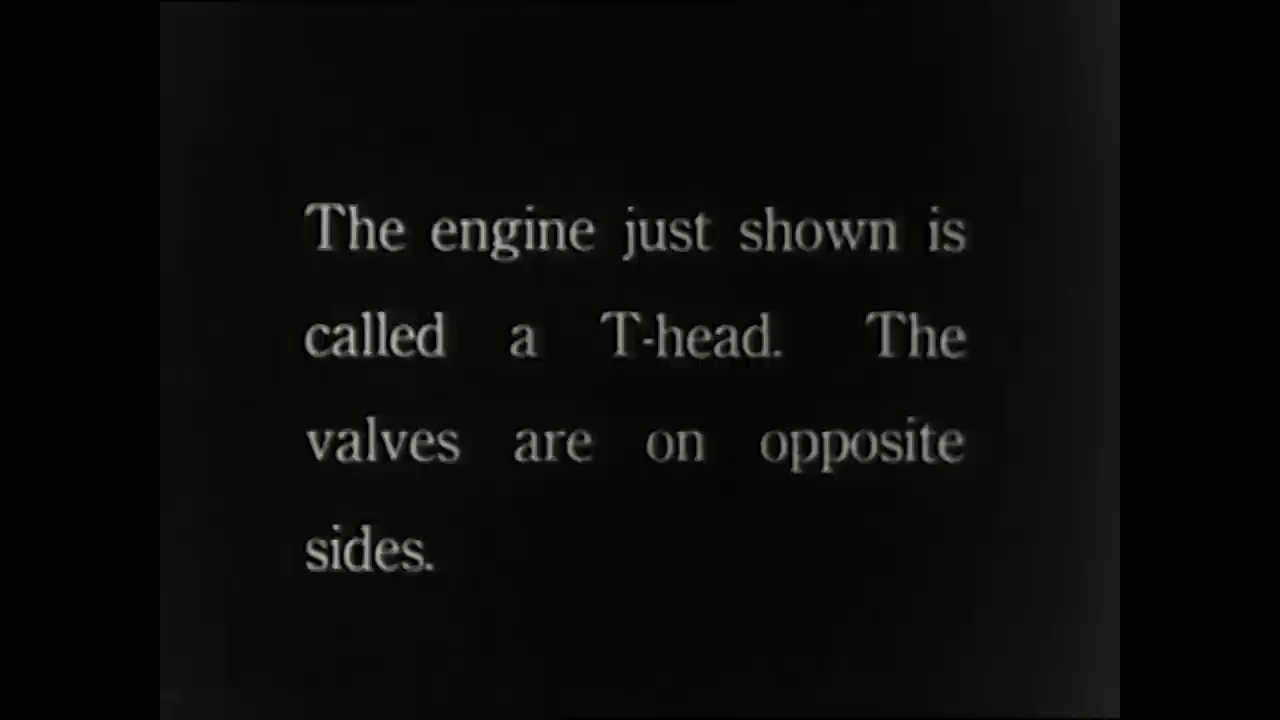 The engine just shown is
called a T-head. The
valves are on opposite
sides.